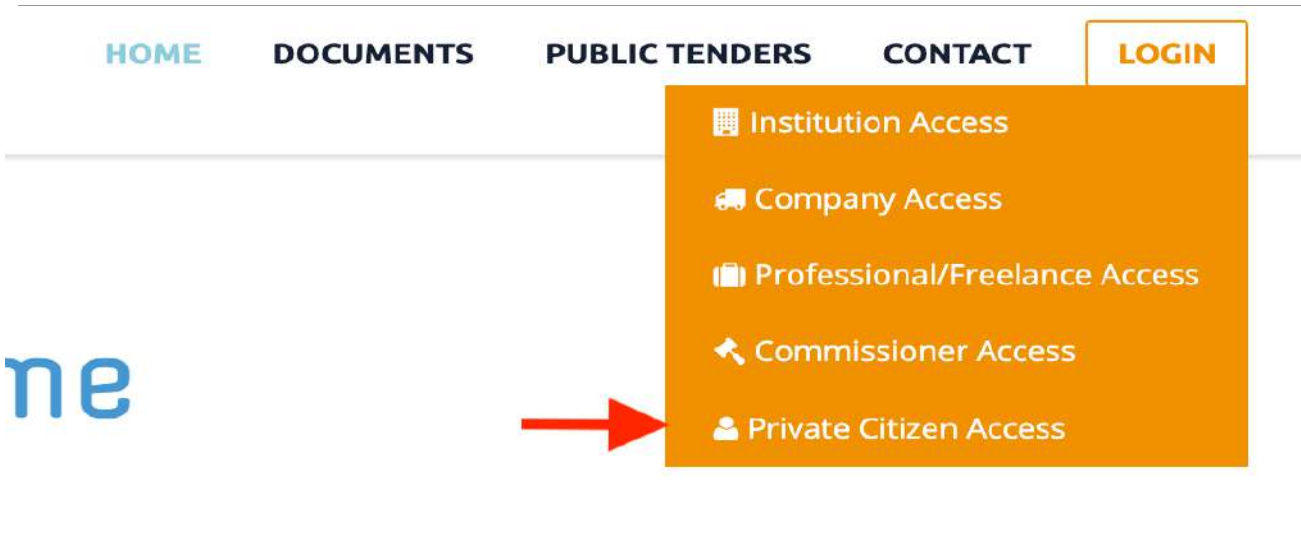 HOME DOCUMENTS PUBLIC TENDERS CONTACT LOGIN
Institution Access
Company Access
Professional/Freelance Access
Commissioner Access
me
Private Citizen Access